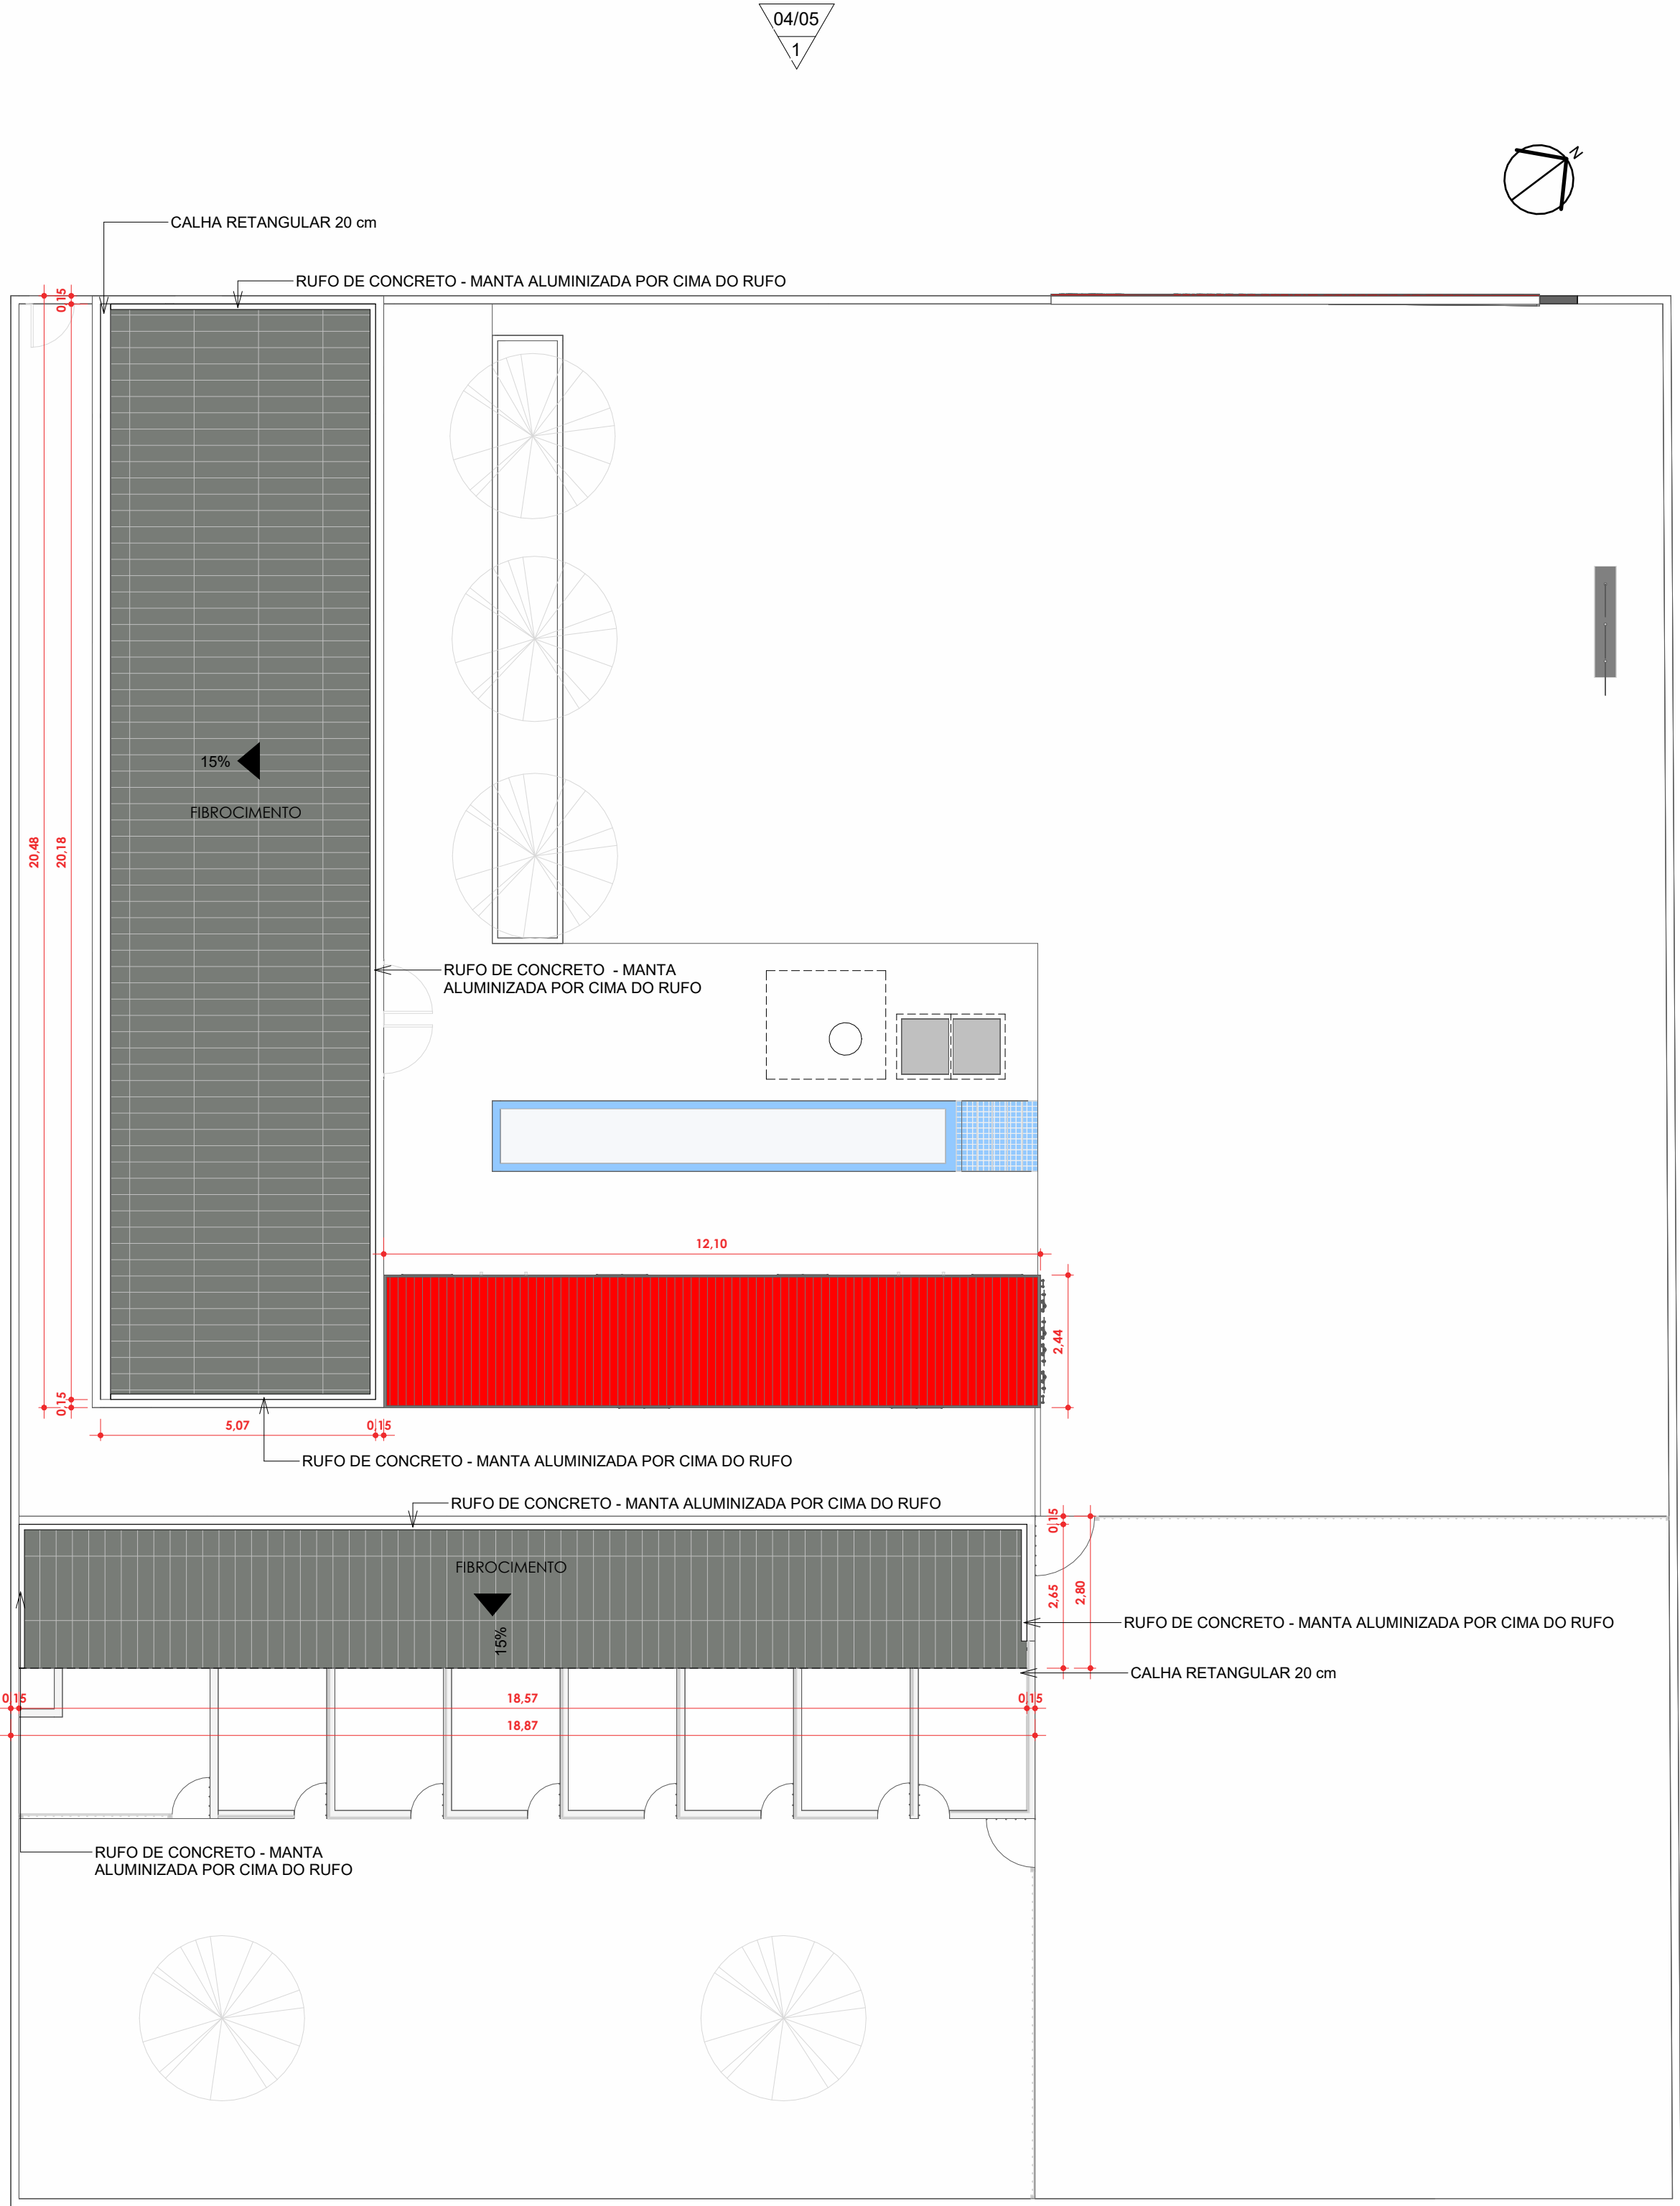 04/05
1
N
CALHA RETANGULAR 20 cm
RUFO DE CONCRETO - MANTA ALUMINIZADA POR CIMA DO RUFO
0,15
15%
FIBROCIMENTO
20,48
20,18
RUFO DE CONCRETO - MANTA
ALUMINIZADA POR CIMA DO RUFO
12,10
2,44
0,15
5,07
0,15
RUFO DE CONCRETO - MANTA ALUMINIZADA POR CIMA DO RUFO
RUFO DE CONCRETO - MANTA ALUMINIZADA POR CIMA DO RUFO
0,15
FIBROCIMENTO
15%
2,65
2,80
RUFO DE CONCRETO - MANTA ALUMINIZADA POR CIMA DO RUFO
CALHA RETANGULAR 20 cm
0,15
18,57
0,15
18,87
RUFO DE CONCRETO - MANTA
ALUMINIZADA POR CIMA DO RUFO